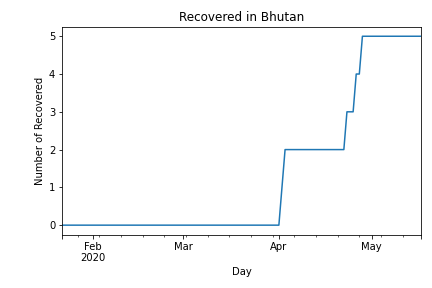 Recovered in Bhutan
Number of Recovered
5
4
3
2
1
0
Feb
2020
Mar
Apr
May
Day